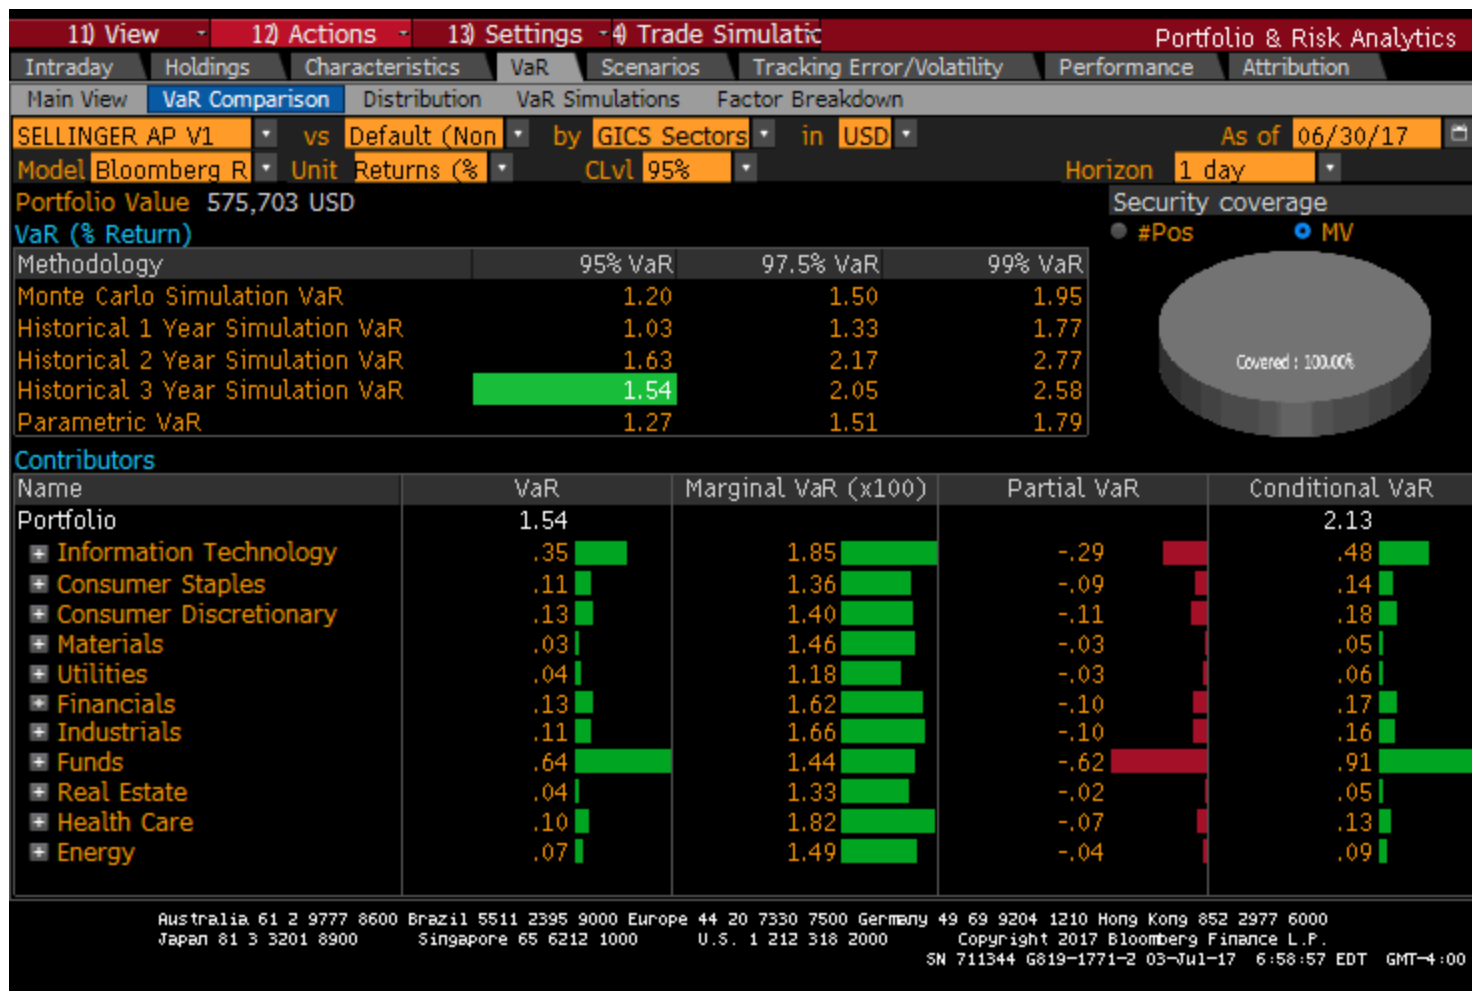 11) View 12) Actions 13) Settings 4) Trade Simulatic Portfolio & Risk Analytics
Intraday Holdings Characteristics VaR Scenarios Tracking Error/Volatility Performance Attribution
Main View VaR Comparison Distribution VaR Simulations Factor Breakdown
SELLINGER AP V1 vs Default (Non by GICS Sectors in USD As of 06/30/17
Model Bloomberg R Unit Returns (% CLvl 95% Horizon 1 day
Portfolio Value 575,703 USD Security coverage
VaR (% Return) #Pos MV
Methodology 95% VaR 97.5% VaR 99% VaR
Monte Carlo Simulation VaR 1.20 1.50 1.95
Historical 1 Year Simulation VaR 1.03 1.33 1.77
Historical 2 Year Simulation VaR 1.63 2.17 2.77
Covered : 100.00%
Historical 3 Year Simulation VaR 1.54 2.05 2.58
Parametric VaR 1.27 1.51 1.79
Contributors
Name VaR Marginal VaR (x100) Partial VaR Conditional VaR
Portfolio 1.54 2.13
Information Technology .35 1.85 -.29 .48
Consumer Staples .11 1.36 -.09 .14
Consumer Discretionary .13 1.40 -.11 .18
Materials .03 1.46 -.03 .05
Utilities .04 1.18 -.03 .06
Financials .13 1.62 -.10 .17
Industrials .11 1.66 -.10 .16
Funds .64 1.44 -.62 .91
Real Estate .04 1.33 -.02 .05
Health Care .10 1.82 -.07 .13
Energy .07 1.49 -.04 .09
Australia 61 2 9777 8600 Brazil 5511 2395 9000 Europe 44 20 7330 7500 Germany 49 69 9204 1210 Hong Kong 852 2977 6000
Japan 81 3 3201 8900 Singapore 65 6212 1000 U.S. 1 212 318 2000 Copyright 2017 Bloomberg Finance L.P.
SN 711344 G819-1771-2 03-Jul-17 6:58:57 EDT GMT-4:00